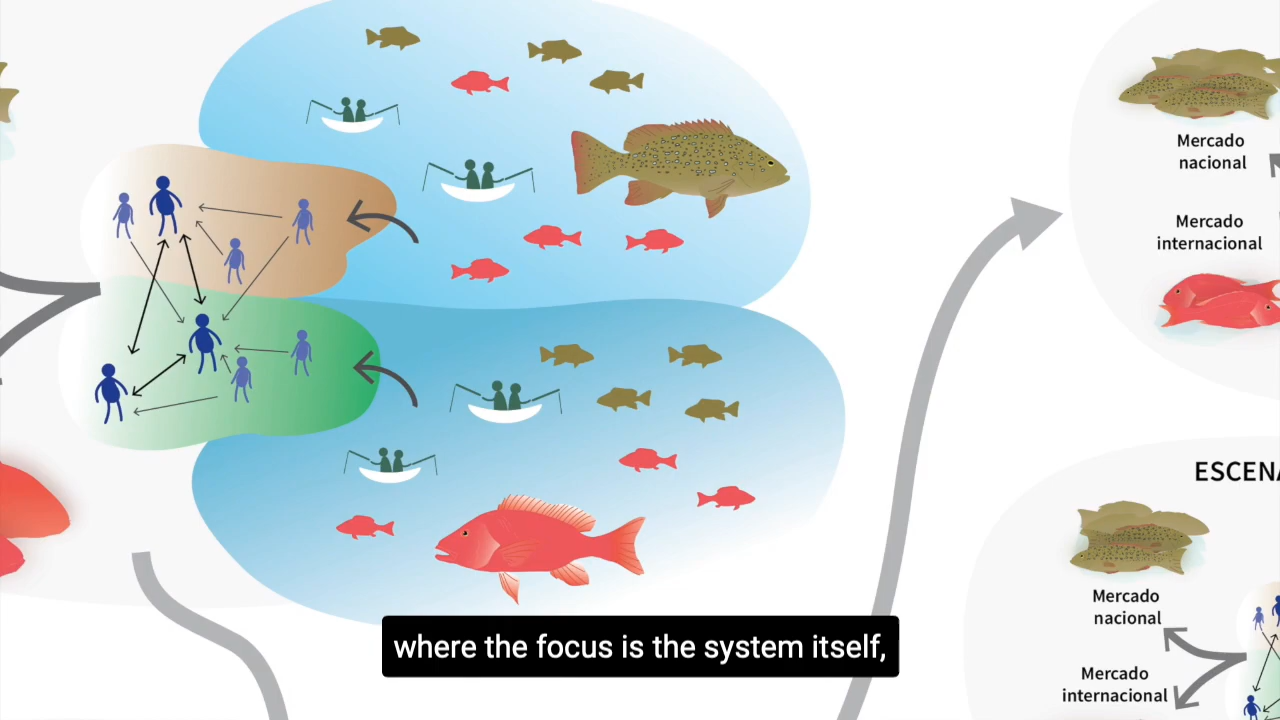 Mercado
nacional
Mercado
internacional
ESCENA
Mercado
nacional
Mercado
internacional
where the focus is the system itself,